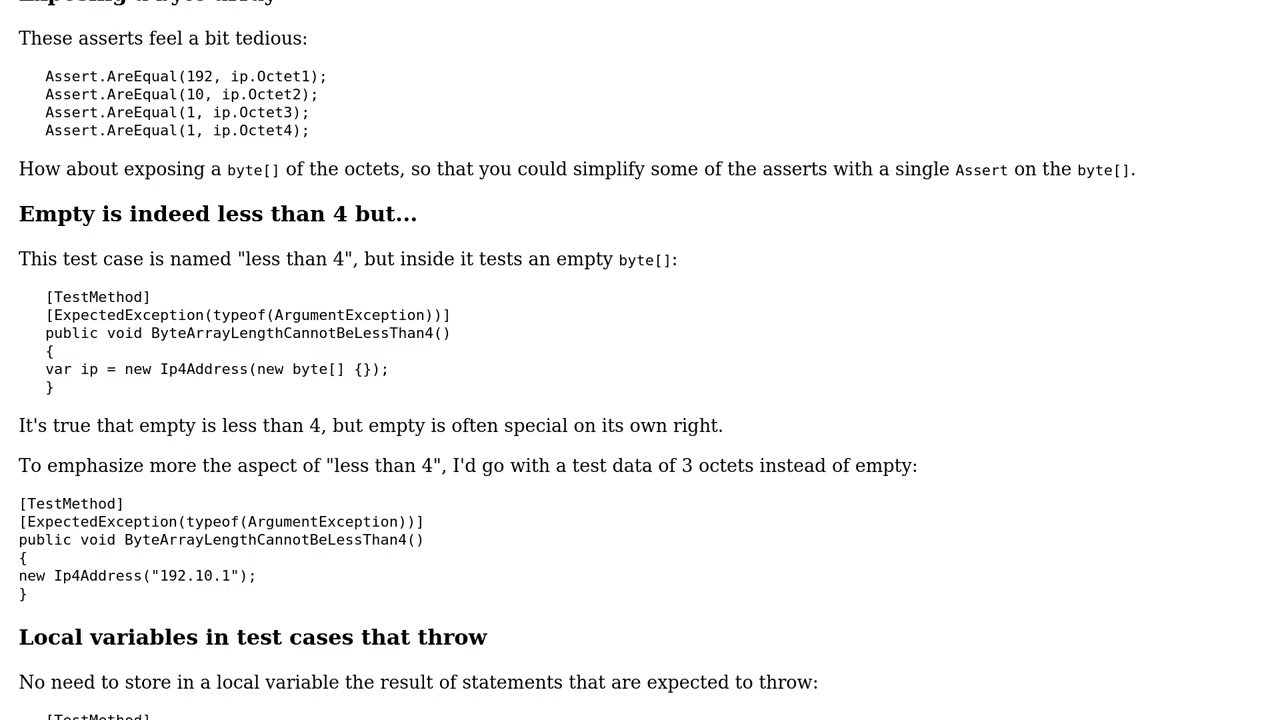 Exposing a byte array
These asserts feel a bit tedious:
Assert.AreEqual(192, ip.Octet1);
Assert.AreEqual(10, ip.Octet2);
Assert.AreEqual(1, ip.Octet3);
Assert.AreEqual(1, ip.Octet4);
How about exposing a byte[] of the octets, so that you could simplify some of the asserts with a single Assert on the byte[].
Empty is indeed less than 4 but...
This test case is named "less than 4", but inside it tests an empty byte[]:
[TestMethod]
[ExpectedException(typeof(ArgumentException))]
public void ByteArrayLengthCannotBeLessThan4()
{
var ip = new Ip4Address(new byte[] {});
}
It's true that empty is less than 4, but empty is often special on its own right.
To emphasize more the aspect of "less than 4", I'd go with a test data of 3 octets instead of empty:
[TestMethod]
[ExpectedException(typeof(ArgumentException))]
public void ByteArrayLengthCannotBeLessThan4()
{
new Ip4Address("192.10.1");
}
Local variables in test cases that throw
No need to store in a local variable the result of statements that are expected to throw:
[TestMethod]